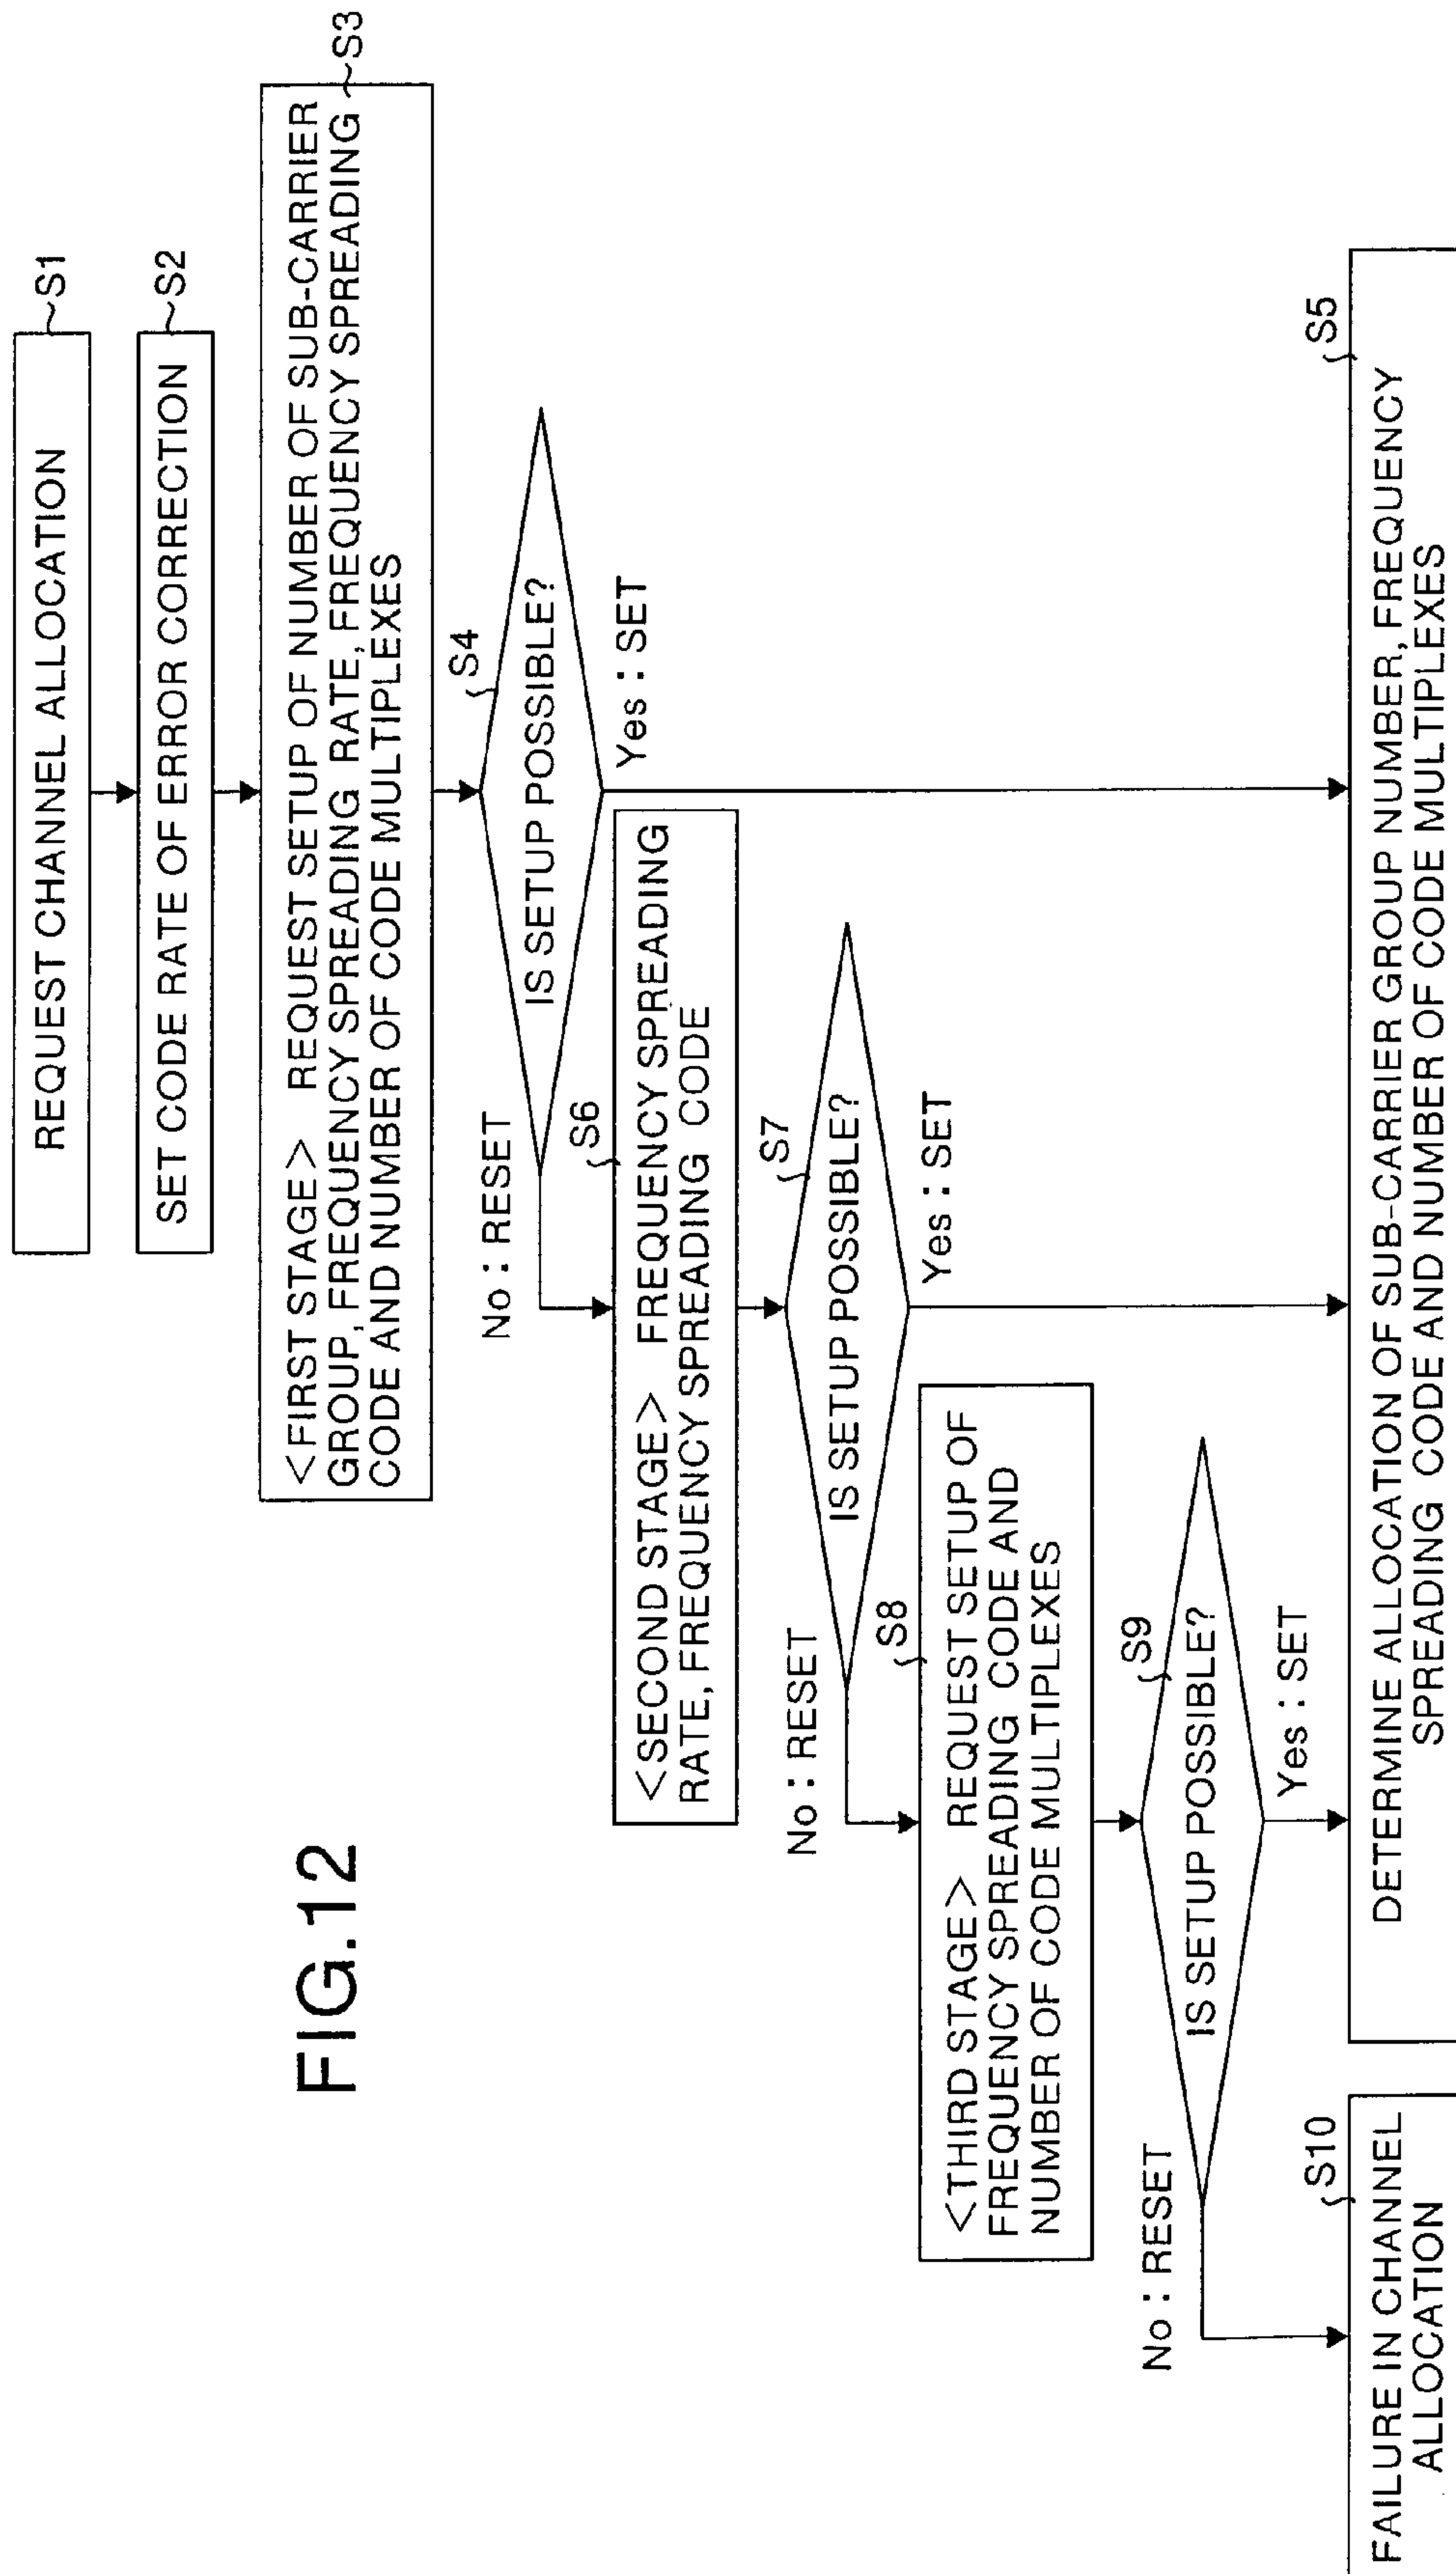 FIG.12
REQUEST CHANNEL ALLOCATION
S1
SET CODE RATE OF ERROR CORRECTION
S2
<FIRST STAGE> REQUEST SETUP OF NUMBER OF SUB-CARRIER
GROUP, FREQUENCY SPREADING RATE, FREQUENCY SPREADING
CODE AND NUMBER OF CODE MULTIPLEXES
S3
S4
IS SETUP POSSIBLE?
No : RESET
Yes : SET
S6
<SECOND STAGE> FREQUENCY SPREADING
RATE, FREQUENCY SPREADING CODE
S7
IS SETUP POSSIBLE?
No : RESET
Yes : SET
S8
<THIRD STAGE> REQUEST SETUP OF
FREQUENCY SPREADING CODE AND
NUMBER OF CODE MULTIPLEXES
S9
IS SETUP POSSIBLE?
No : RESET
Yes : SET
S10
FAILURE IN CHANNEL
ALLOCATION
S5
DETERMINE ALLOCATION OF SUB-CARRIER GROUP NUMBER, FREQUENCY
SPREADING CODE AND NUMBER OF CODE MULTIPLEXES